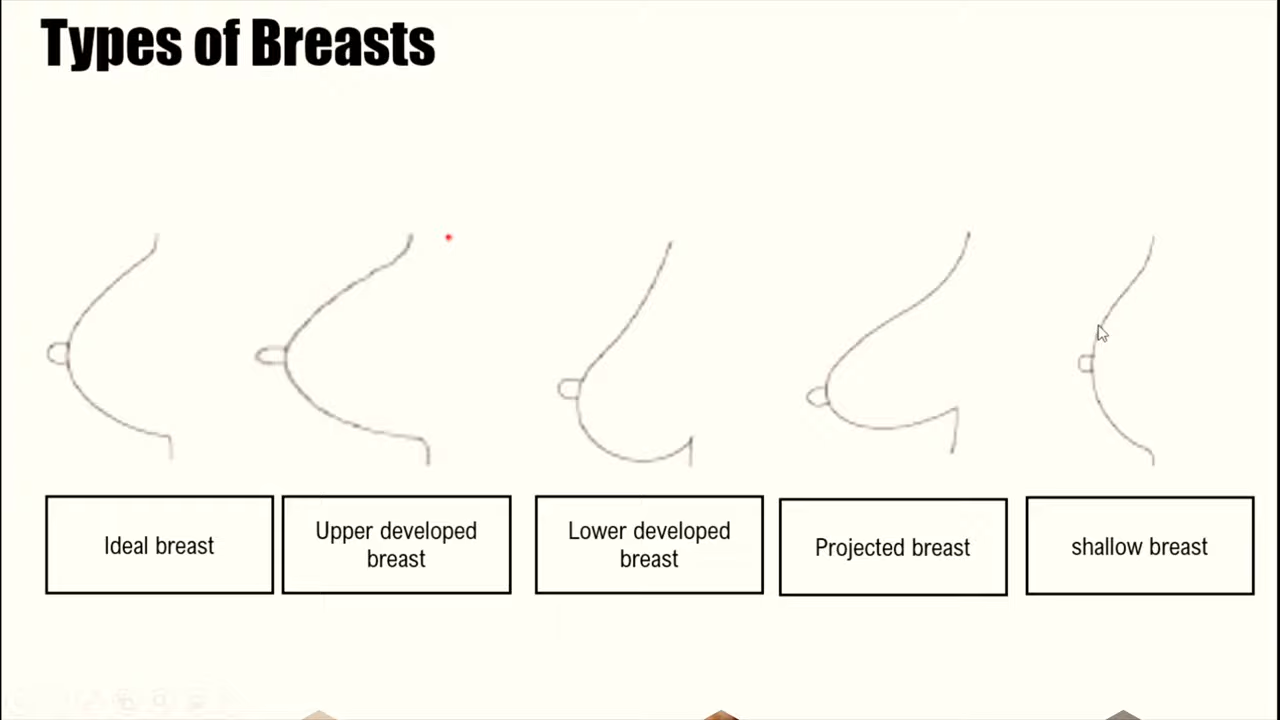 Types of Breasts
Ideal breast
Upper developed
breast
Lower developed
breast
Projected breast
shallow breast